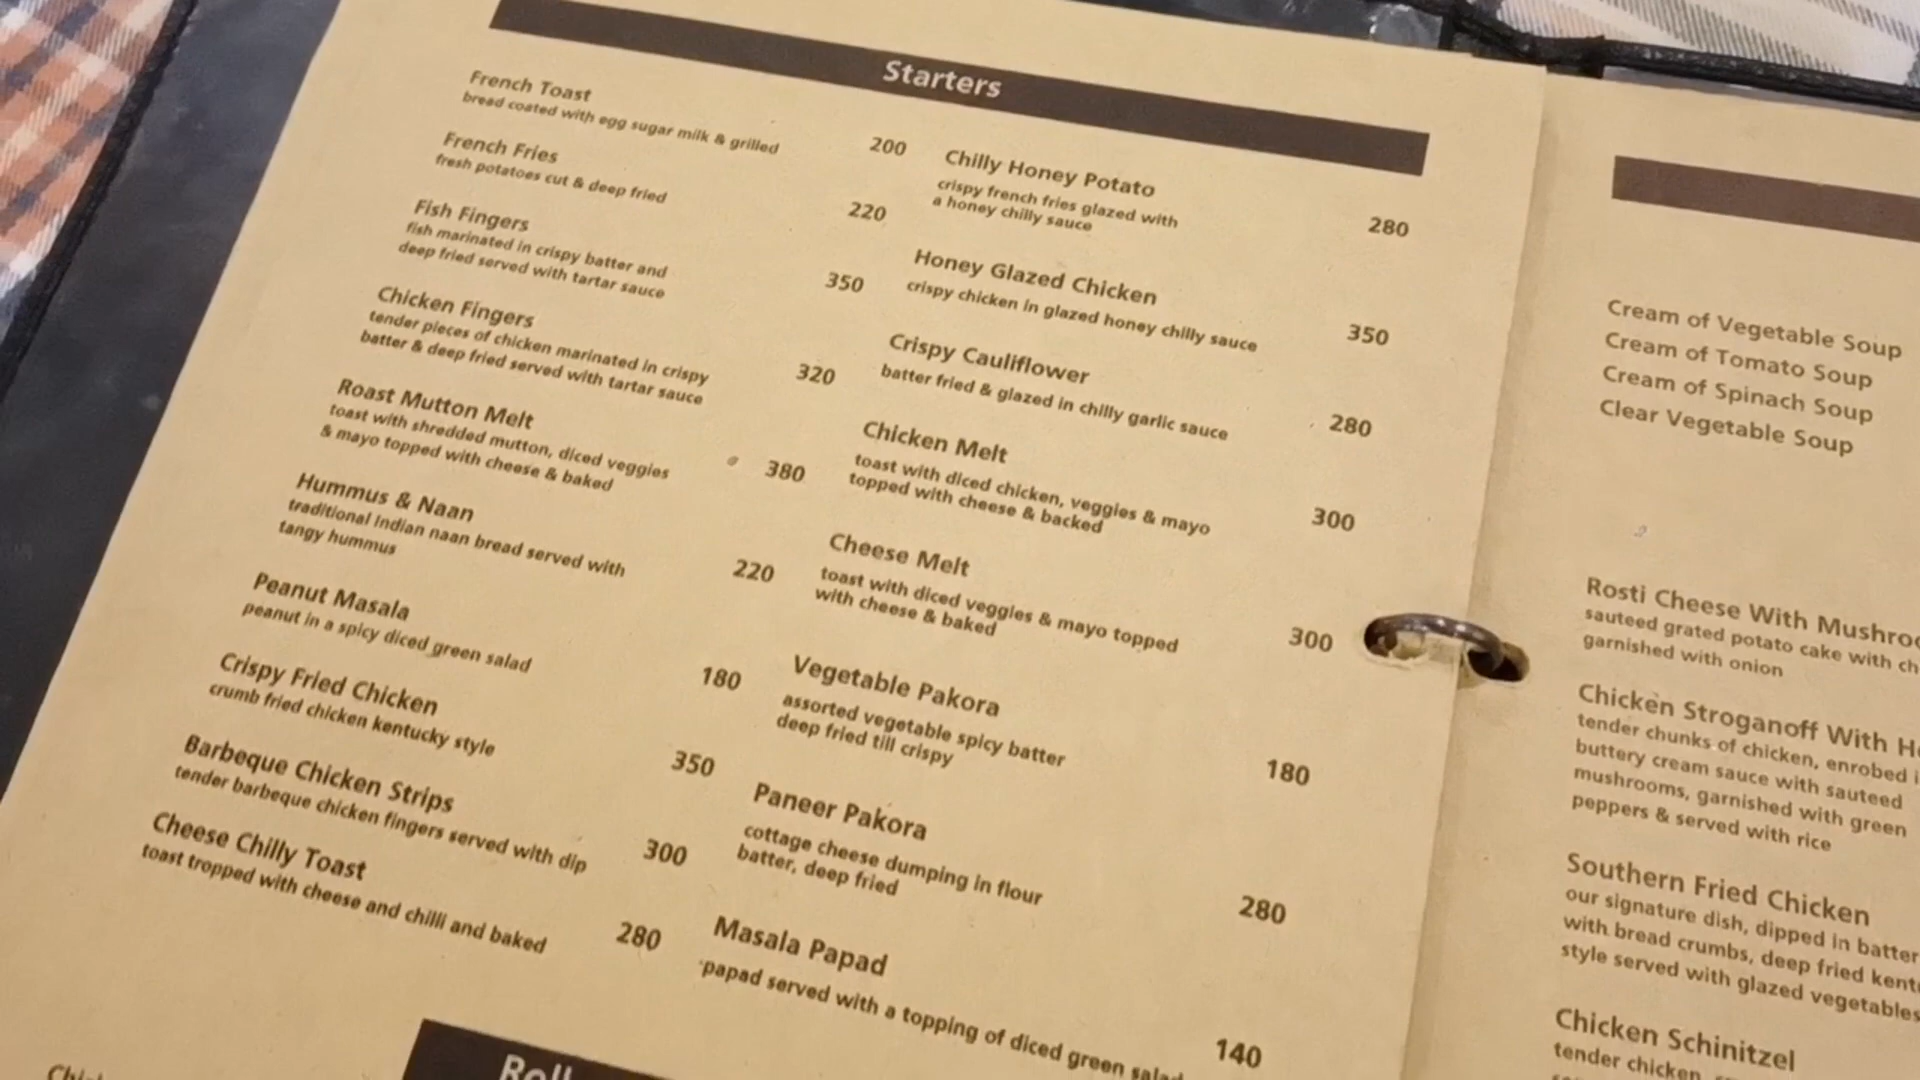 Starters
French Toast
bread coated with egg sugar milk & grilled
200
French Fries
fresh potatoes cut & deep fried
220
Fish Fingers
fish marinated in crispy batter and
deep fried served with tartar sauce
350
Chicken Fingers
tender pieces of chicken marinated in crispy
batter & deep fried served with tartar sauce
320
Roast Mutton Melt
toast with shredded mutton, diced veggies
& mayo topped with cheese & baked
380
Hummus & Naan
traditional Indian naan bread served with
tangy hummus
220
Peanut Masala
peanut in a spicy diced green salad
180
Crispy Fried Chicken
crumb fried chicken kentucky style
350
Barbeque Chicken Strips
tender barbeque chicken fingers served with dip
300
Cheese Chilly Toast
toast tropped with cheese and chilli and baked
280
Chilly Honey Potato
crispy french fries glazed with
a honey chilly sauce
280
Honey Glazed Chicken
crispy chicken in glazed honey chilly sauce
350
Crispy Cauliflower
batter fried & glazed in chilly garlic sauce
280
Chicken Melt
toast with diced chicken, veggies & mayo
topped with cheese & backed
300
Cheese Melt
toast with diced veggies & mayo topped
with cheese & baked
300
Vegetable Pakora
assorted vegetable spicy batter
deep fried till crispy
180
Paneer Pakora
cottage cheese dumping in flour
batter, deep fried
280
Masala Papad
papad served with a topping of diced green
140
Cream of Vegetable Soup
Cream of Tomato Soup
Cream of Spinach Soup
Clear Vegetable Soup
Rosti Cheese With
sauteed grated potato cake with
garnished with onion
Chicken Stroganoff With
tender chunks of chicken, enrobed
buttery cream sauce with sauteed
mushrooms, garnished with green
peppers & served with rice
Southern Fried Chicken
our signature dish, dipped in batter
with bread crumbs, deep fried
style served with glazed vegetables
Chicken Schinitzel
tender chicken